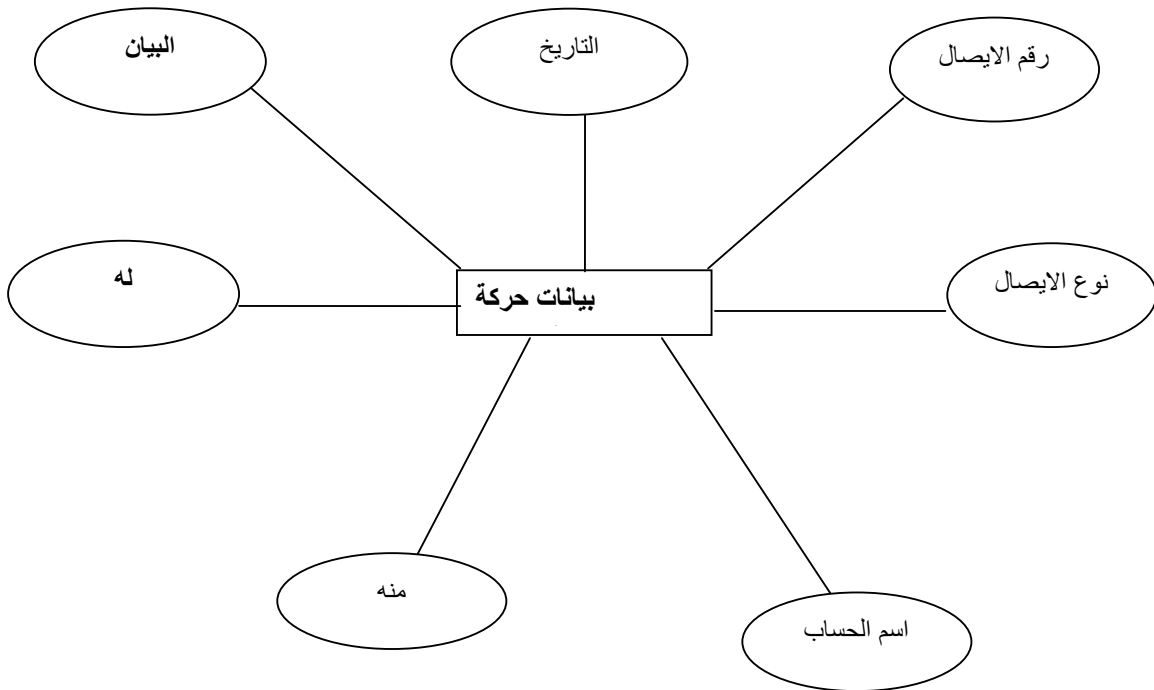 البيان
التاريخ
رقم الايصال
له
بيانات حركة
نوع الايصال
منه
اسم الحساب